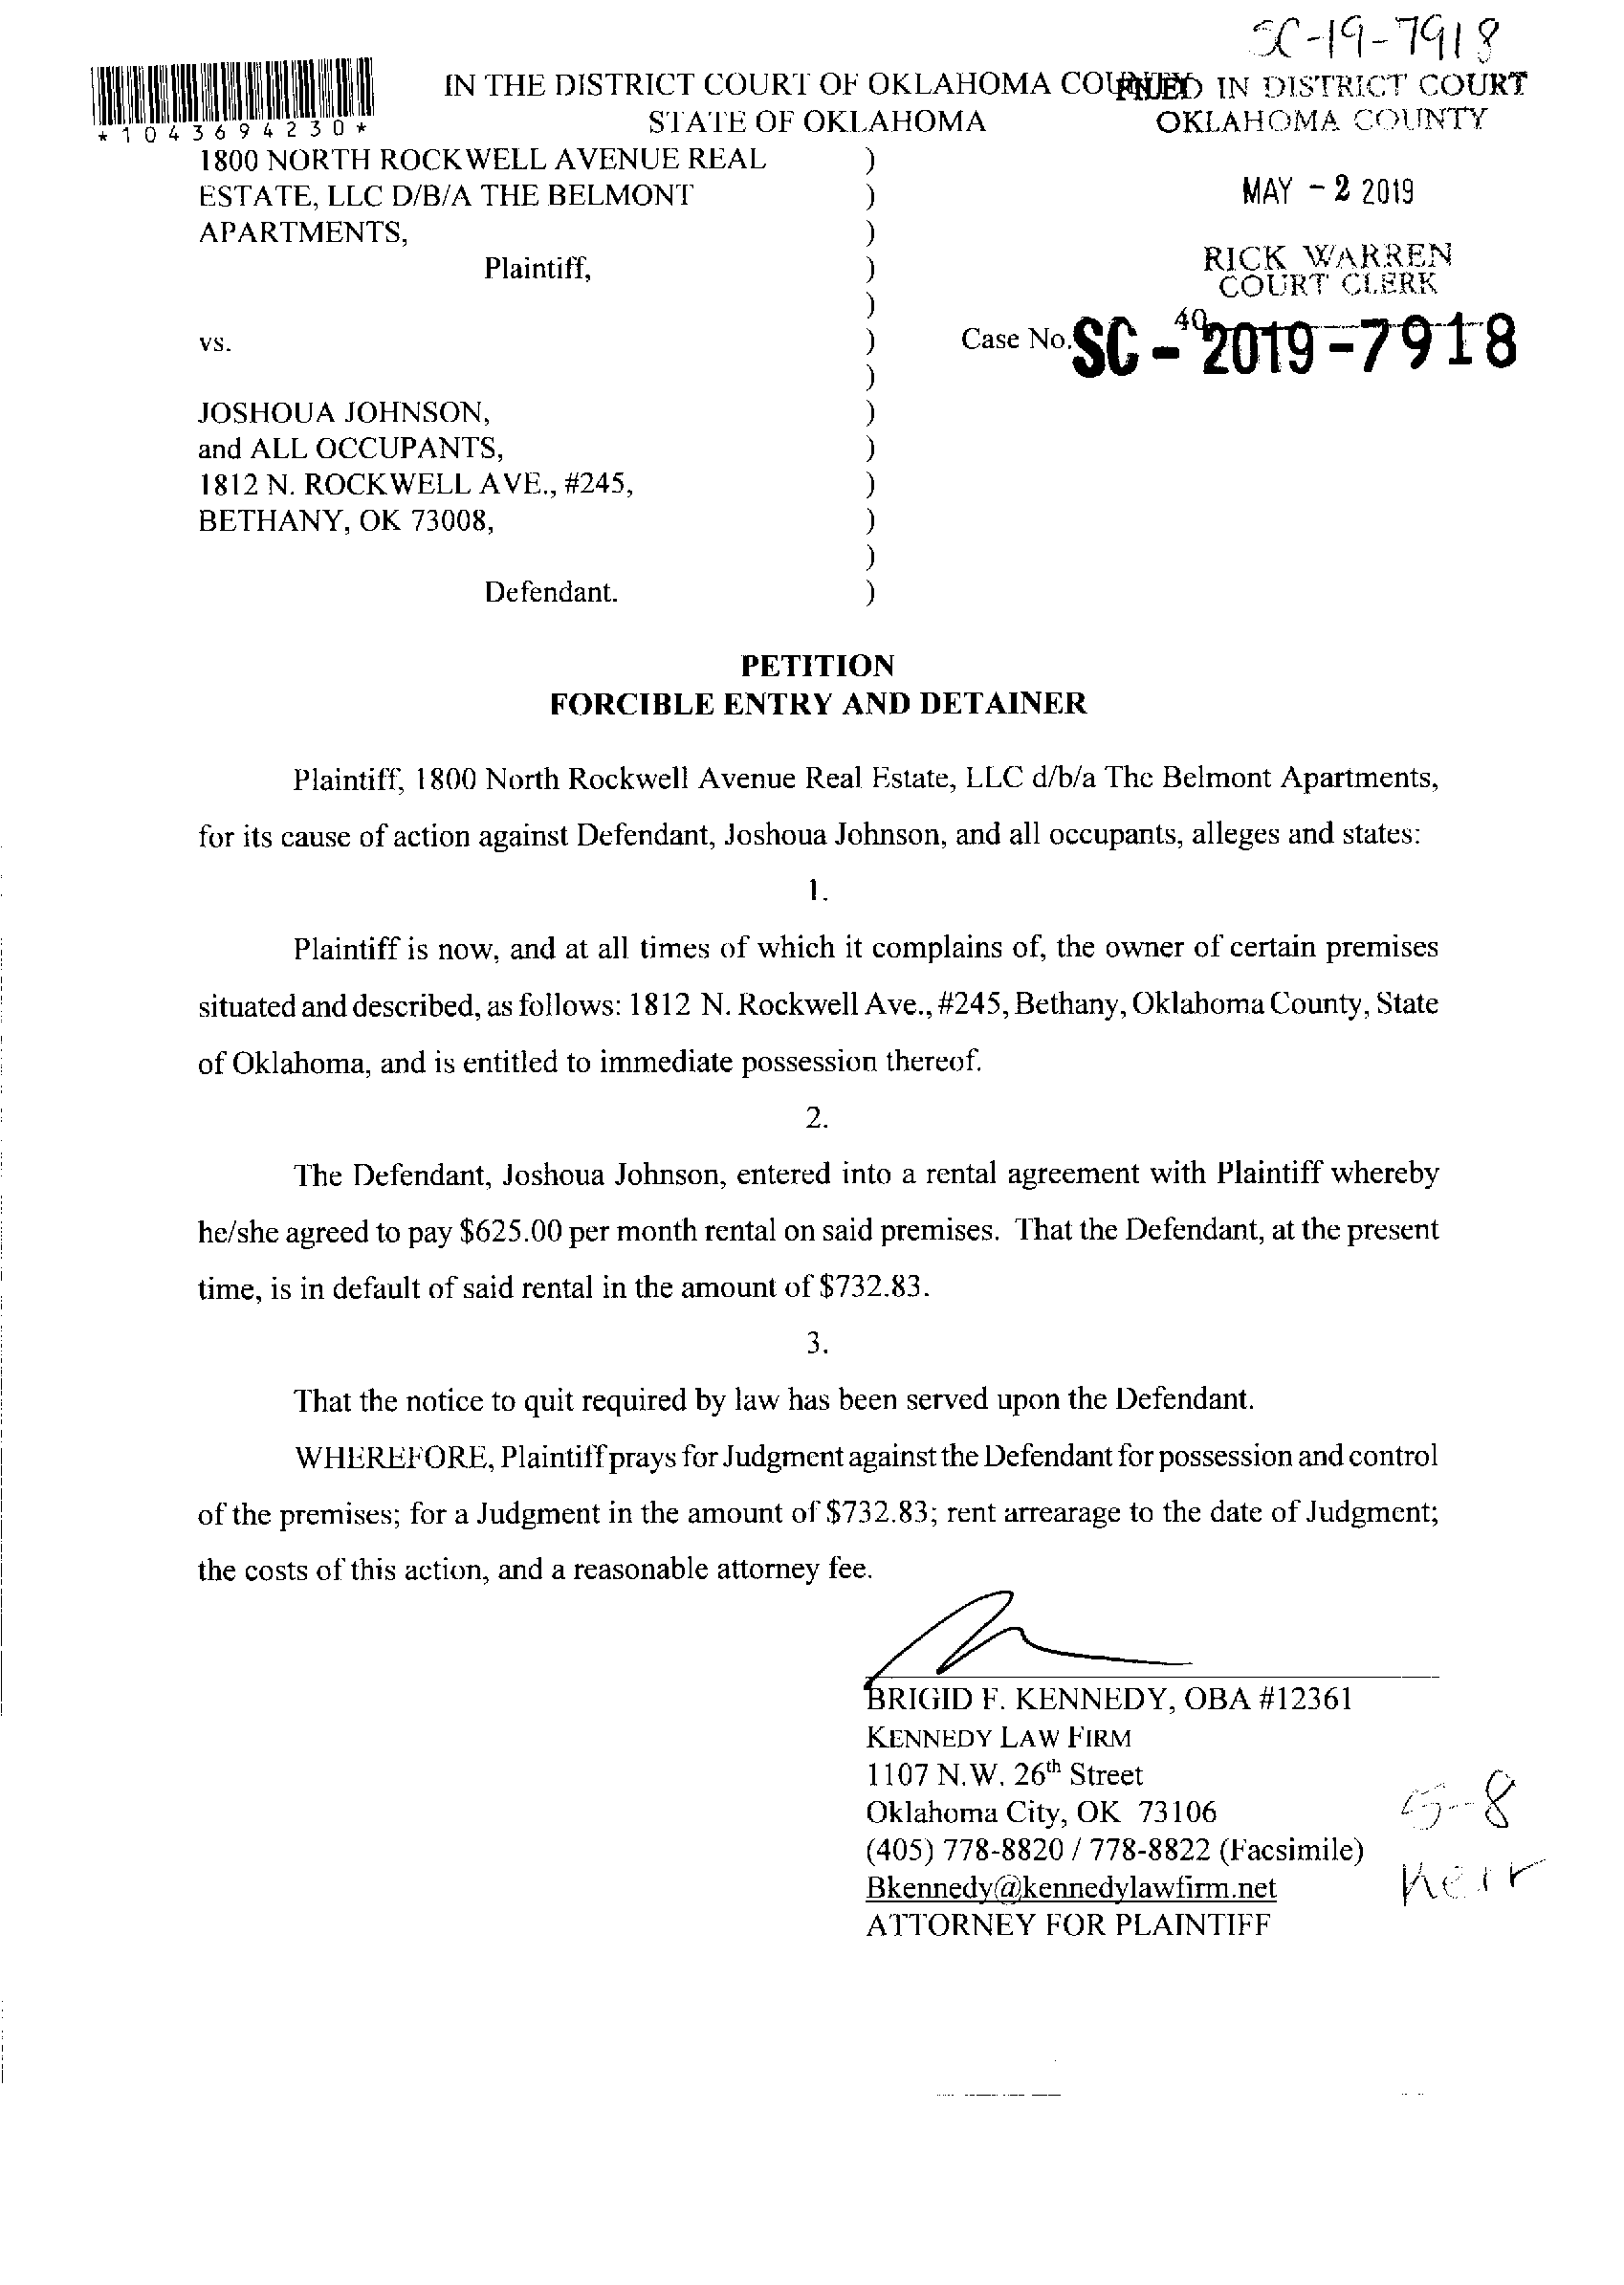 SC-19-7918
IN THE DISTRICT COURT OF OKLAHOMA COUNTY
FILED IN DISTRICT COURT
STATE OF OKLAHOMA
OKLAHOMA COUNTY
*1043694230*
1800 NORTH ROCKWELL AVENUE REAL )
ESTATE, LLC D/B/A THE BELMONT )
MAY - 2 2019
APARTMENTS, )
Plaintiff, )
RICK WARREN
COURT CLERK
)
40
vs. )
Case No. SC - 2019 - 7918
)
JOSHOUA JOHNSON, )
and ALL OCCUPANTS, )
1812 N. ROCKWELL AVE., #245, )
BETHANY, OK 73008, )
)
Defendant. )
PETITION
FORCIBLE ENTRY AND DETAINER
Plaintiff, 1800 North Rockwell Avenue Real Estate, LLC d/b/a The Belmont Apartments,
for its cause of action against Defendant, Joshoua Johnson, and all occupants, alleges and states:
1.
Plaintiff is now, and at all times of which it complains of, the owner of certain premises
situated and described, as follows: 1812 N. Rockwell Ave., #245, Bethany, Oklahoma County, State
of Oklahoma, and is entitled to immediate possession thereof.
2.
The Defendant, Joshoua Johnson, entered into a rental agreement with Plaintiff whereby
he/she agreed to pay $625.00 per month rental on said premises. That the Defendant, at the present
time, is in default of said rental in the amount of $732.83.
3.
That the notice to quit required by law has been served upon the Defendant.
WHEREFORE, Plaintiff prays for Judgment against the Defendant for possession and control
of the premises; for a Judgment in the amount of $732.83; rent arrearage to the date of Judgment;
the costs of this action, and a reasonable attorney fee.
BRIGID F. KENNEDY, OBA #12361
KENNEDY LAW FIRM
1107 N.W. 26th Street
Oklahoma City, OK 73106
(405) 778-8820 / 778-8822 (Facsimile)
Bkennedy@kennedylawfirm.net
ATTORNEY FOR PLAINTIFF
5-8
Keir